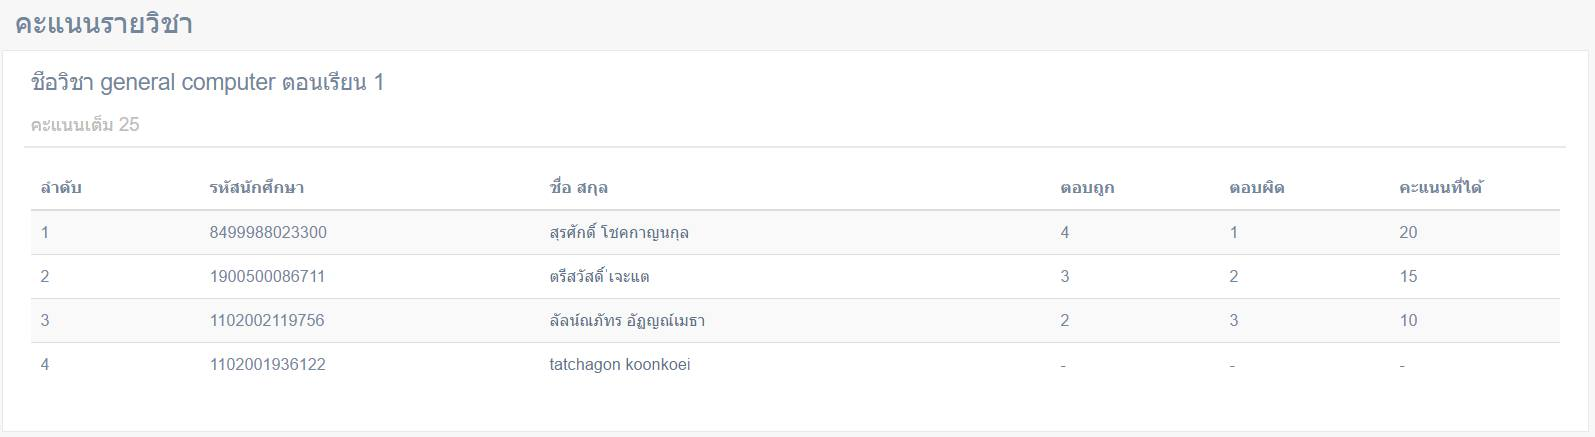 คะแนนรายวิชา
ชื่อวิชา general computer ตอนเรียน 1
คะแนนเต็ม 25
ลำดับ รหัสนักศึกษา ชื่อ สกุล ตอบถูก ตอบผิด คะแนนที่ได้
1 8499988023300 สุรศักดิ์ โชคกาญนกุล 4 1 20
2 1900500086711 ตรีสวัสดิ์ เจะแต 3 2 15
3 1102002119756 ลัลน์ณภัทร อัฏญณ์เมธา 2 3 10
4 1102001936122 tatchagon koonkoei - - -